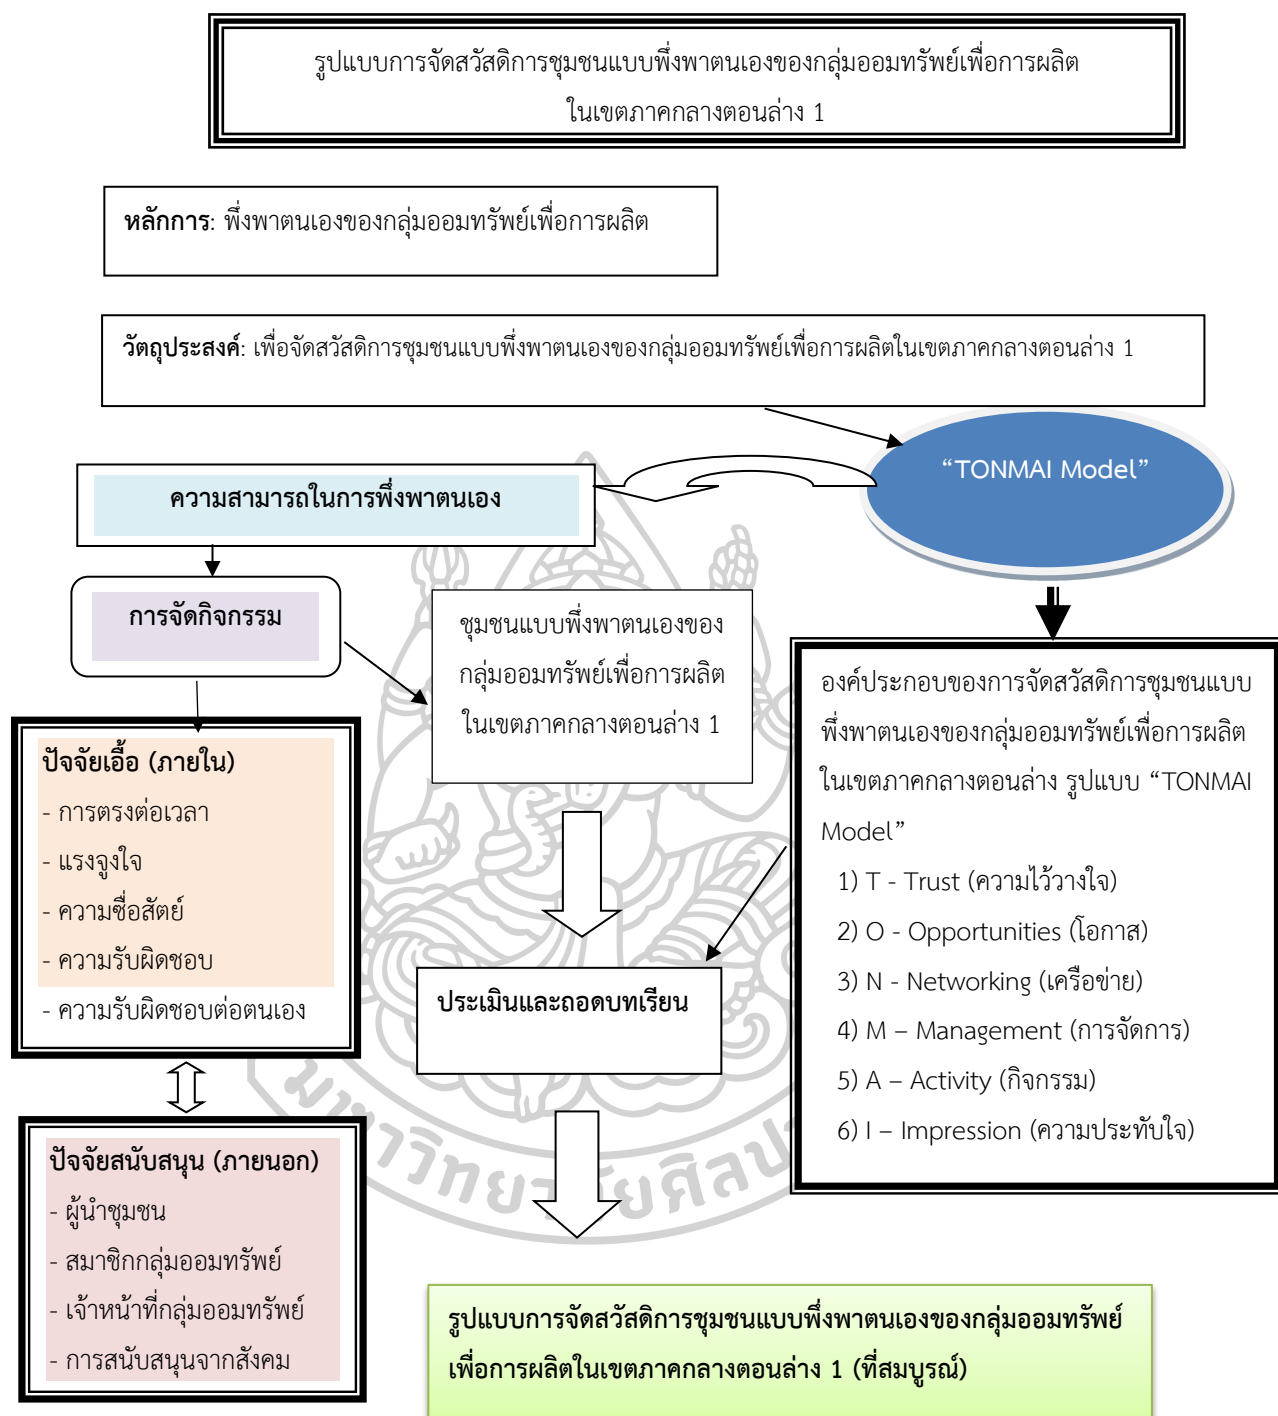 รูปแบบการจัดสวัสดิการชุมชนแบบพึ่งพาตนเองของกลุ่มออมทรัพย์เพื่อการผลิต
ในเขตภาคกลางตอนล่าง 1
หลักการ: พึ่งพาตนเองของกลุ่มออมทรัพย์เพื่อการผลิต
วัตถุประสงค์: เพื่อจัดสวัสดิการชุมชนแบบพึ่งพาตนเองของกลุ่มออมทรัพย์เพื่อการผลิตในเขตภาคกลางตอนล่าง 1
“TONMAI Model”
ความสามารถในการพึ่งพาตนเอง
การจัดกิจกรรม
ชุมชนแบบพึ่งพาตนเองของ
กลุ่มออมทรัพย์เพื่อการผลิต
ในเขตภาคกลางตอนล่าง 1
องค์ประกอบของการจัดสวัสดิการชุมชนแบบ
พึ่งพาตนเองของกลุ่มออมทรัพย์เพื่อการผลิต
ในเขตภาคกลางตอนล่าง รูปแบบ “TONMAI
Model”
1) T - Trust (ความไว้วางใจ)
2) O - Opportunities (โอกาส)
3) N - Networking (เครือข่าย)
4) M – Management (การจัดการ)
5) A – Activity (กิจกรรม)
6) I – Impression (ความประทับใจ)
ปัจจัยเอื้อ (ภายใน)
- การตรงต่อเวลา
- แรงจูงใจ
- ความซื่อสัตย์
- ความรับผิดชอบ
- ความรับผิดชอบต่อตนเอง
ประเมินและถอดบทเรียน
ปัจจัยสนับสนุน (ภายนอก)
- ผู้นำชุมชน
- สมาชิกกลุ่มออมทรัพย์
- เจ้าหน้าที่กลุ่มออมทรัพย์
- การสนับสนุนจากสังคม
รูปแบบการจัดสวัสดิการชุมชนแบบพึ่งพาตนเองของกลุ่มออมทรัพย์
เพื่อการผลิตในเขตภาคกลางตอนล่าง 1 (ที่สมบูรณ์)